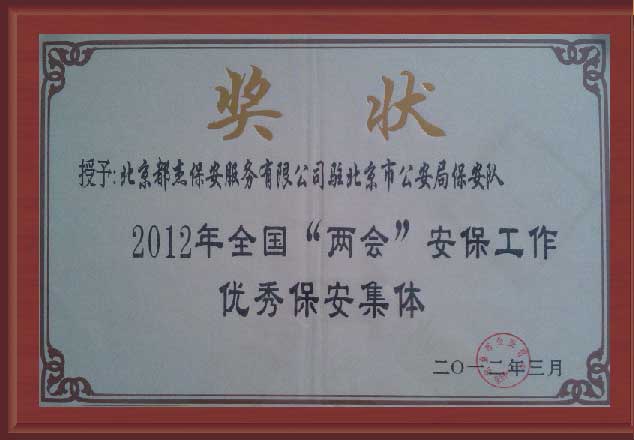 奖状
授予:北京都杰保安服务有限公司驻北京市公安局保安队
2012年全国“两会”安保工作
优秀保安集体
二〇一二年三月